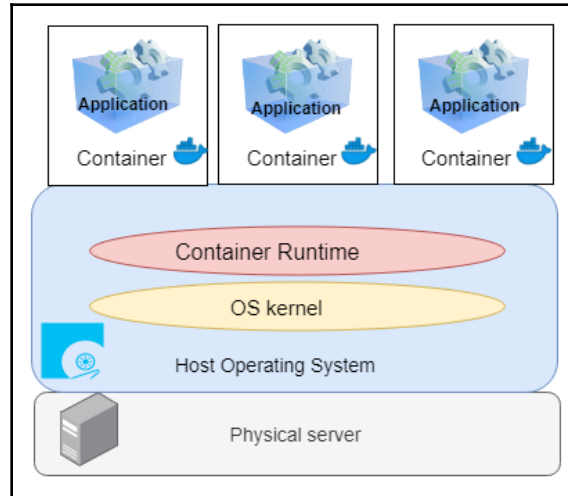 Application
Container
Application
Container
Application
Container
Container Runtime
OS kernel
Host Operating System
Physical server